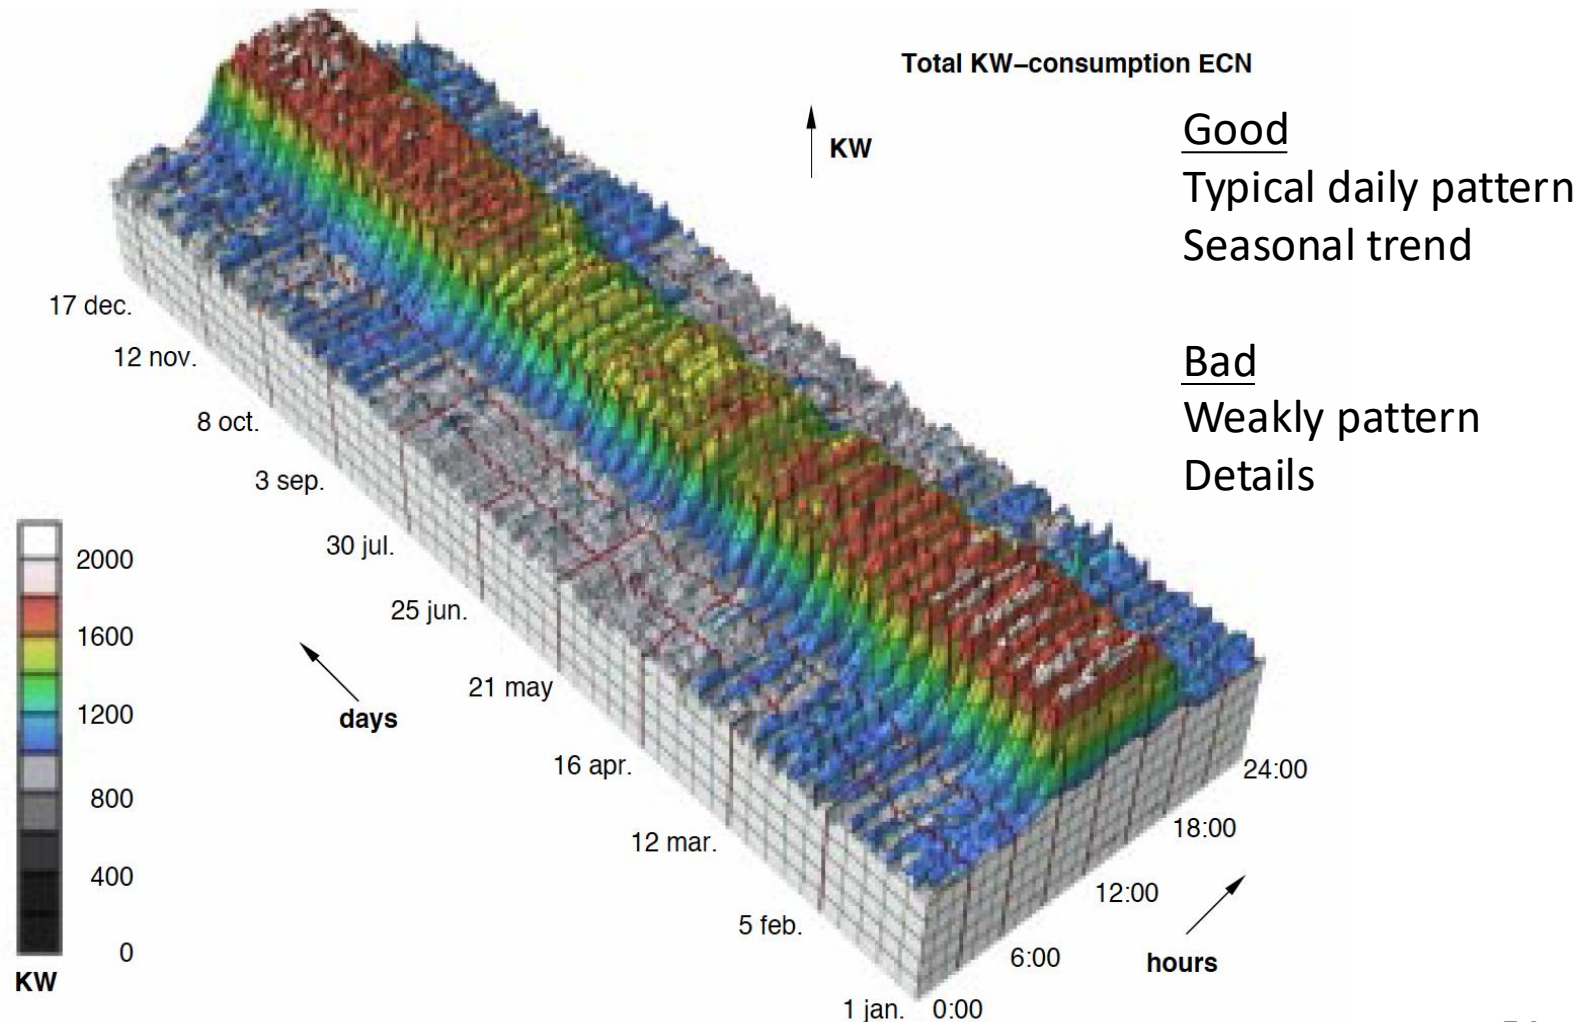 Total KW–consumption ECN
KW
Good
Typical daily pattern
Seasonal trend
Bad
Weakly pattern
Details
17 dec.
12 nov.
8 oct.
3 sep.
30 jul.
25 jun.
21 may
16 apr.
12 mar.
5 feb.
1 jan.
days
0:00
6:00
12:00
18:00
24:00
hours
2000
1600
1200
800
400
0
KW